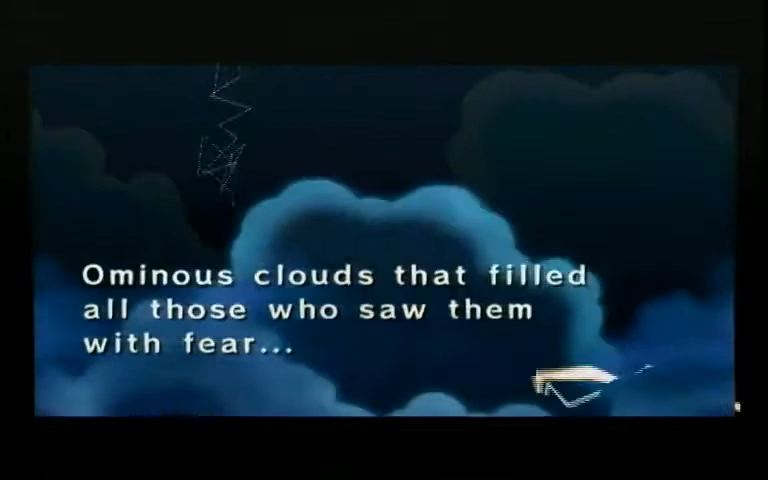 Ominous clouds that filled
all those who saw them
with fear...